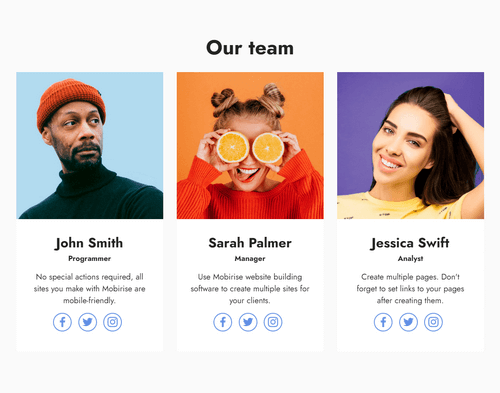 Our team
John Smith
Programmer
No special actions required, all
sites you make with Mobirise are
mobile-friendly.
Sarah Palmer
Manager
Use Mobirise website building
software to create multiple sites for
your clients.
Jessica Swift
Analyst
Create multiple pages. Don't
forget to set links to your pages
after creating them.